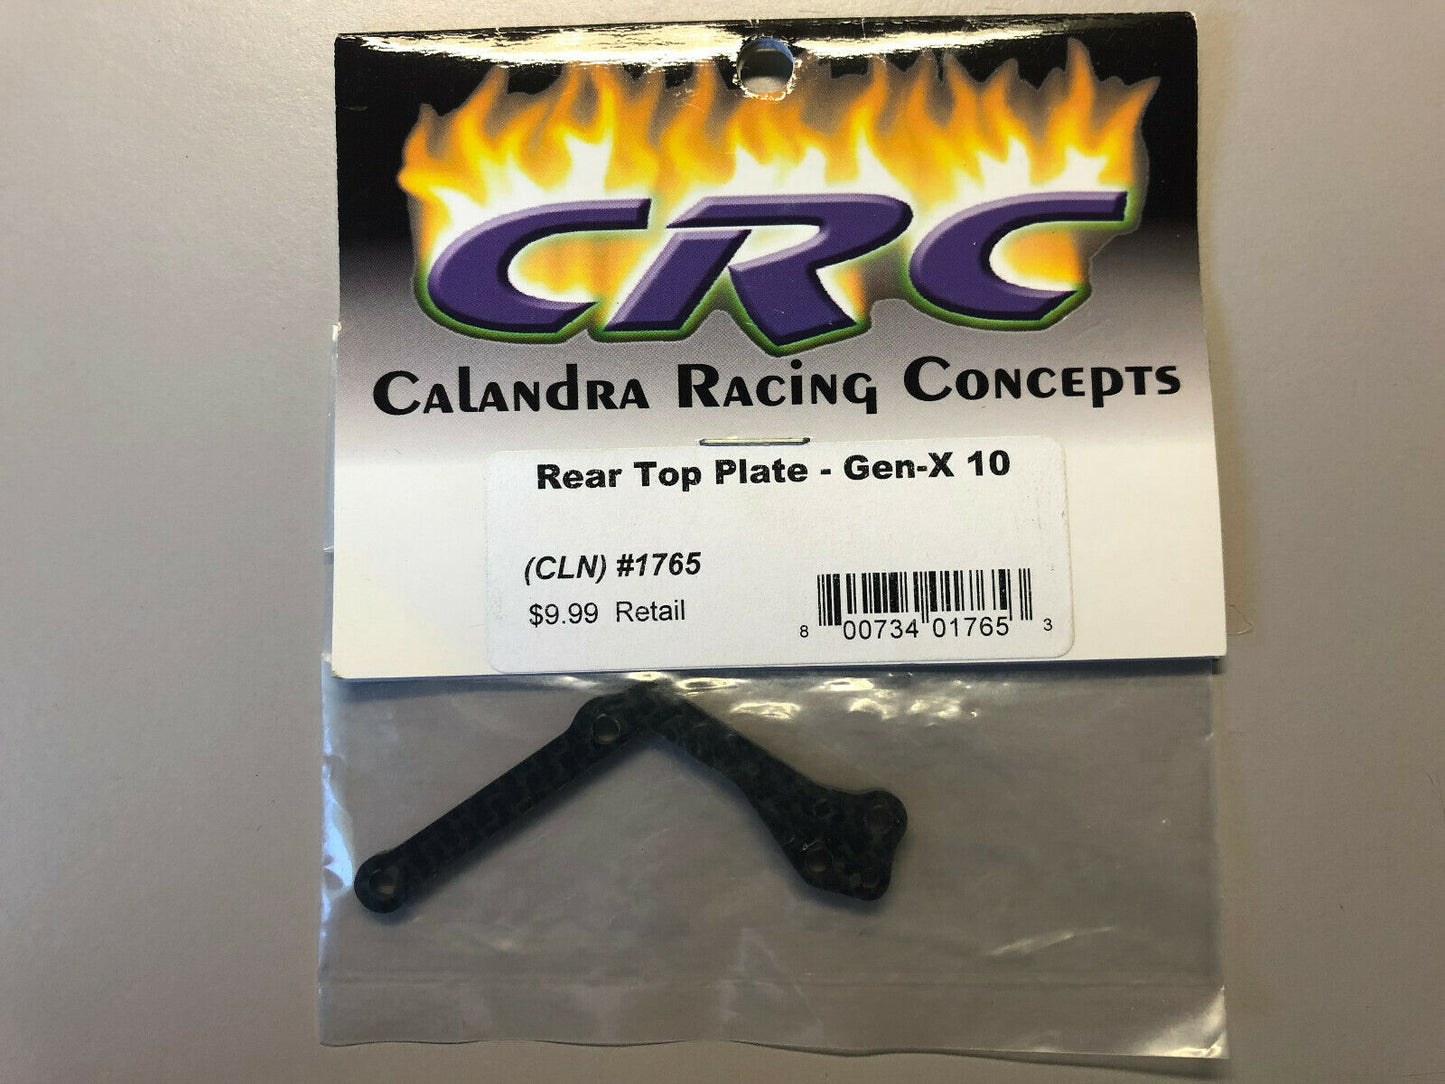 CRC
Calandra Racing Concepts
Rear Top Plate - Gen-X 10
(CLN) #1765
$9.99 Retail
8 00734 01765 3